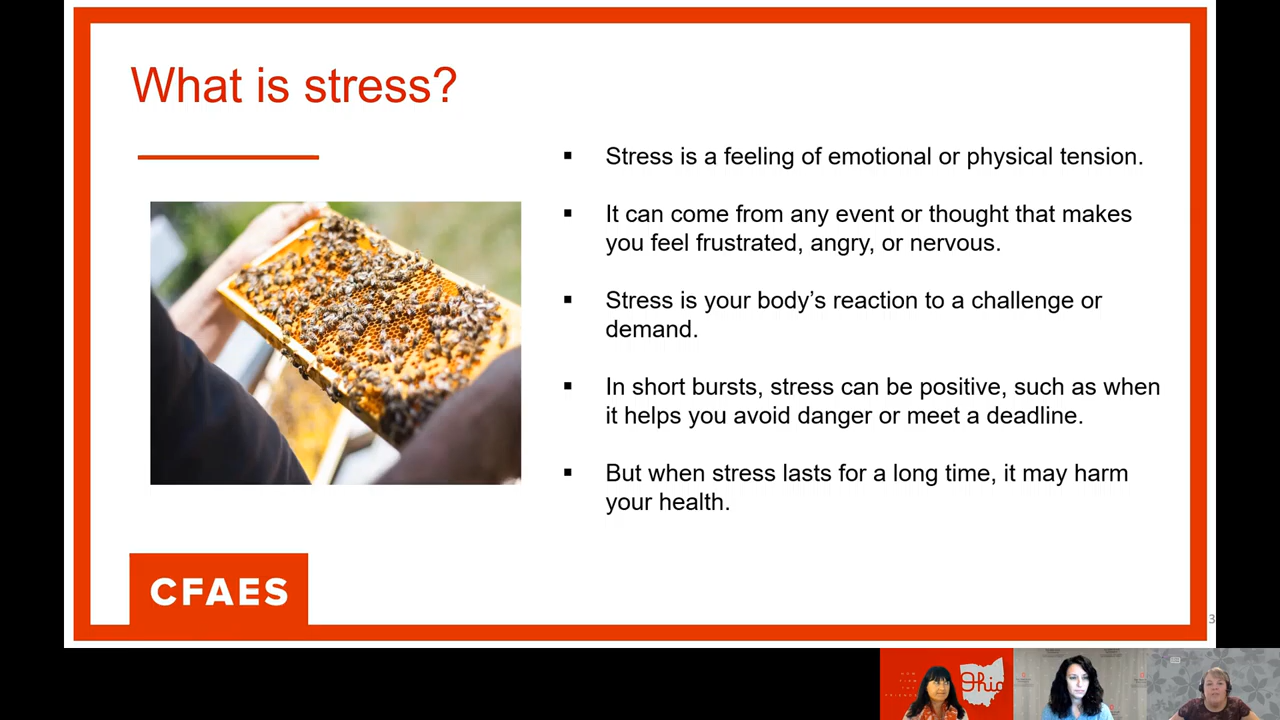 What is stress?
▪ Stress is a feeling of emotional or physical tension.
▪ It can come from any event or thought that makes
you feel frustrated, angry, or nervous.
▪ Stress is your body’s reaction to a challenge or
demand.
▪ In short bursts, stress can be positive, such as when
it helps you avoid danger or meet a deadline.
▪ But when stress lasts for a long time, it may harm
your health.
CFAES
3
Ohio